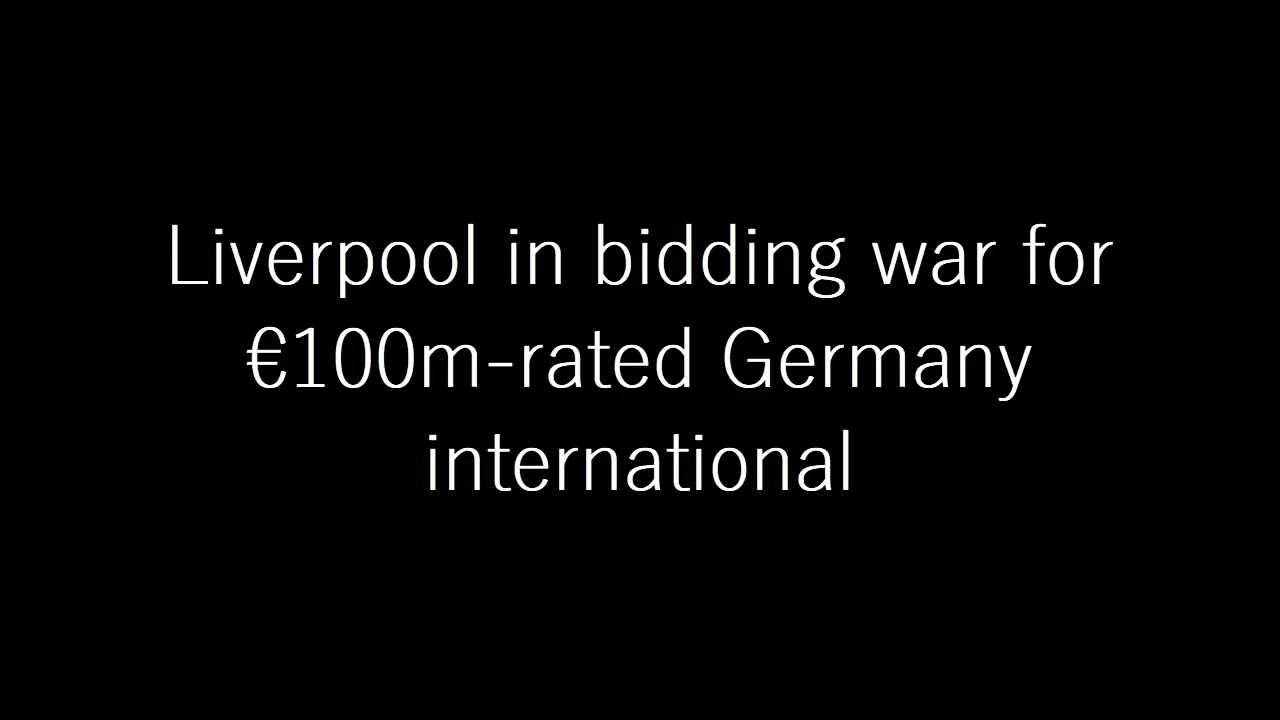 Liverpool in bidding war for
€100m-rated Germany
international